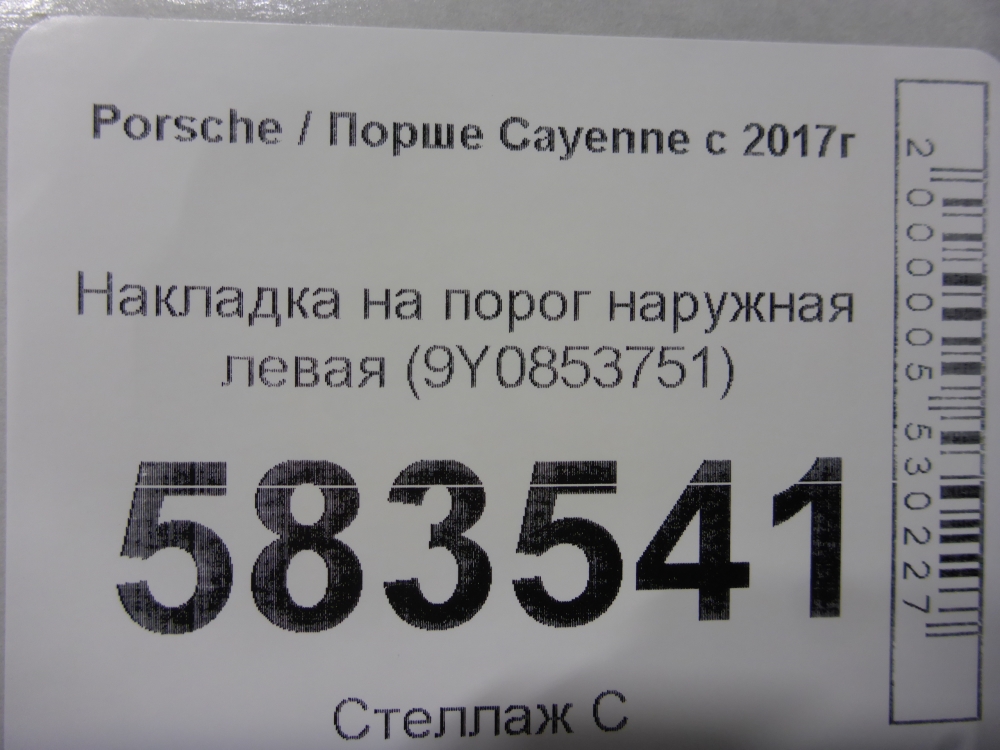 Porsche / Порше Cayenne с 2017г
Накладка на порог наружная
левая (9Y0853751)
583541
Стеллаж С
2000005530227